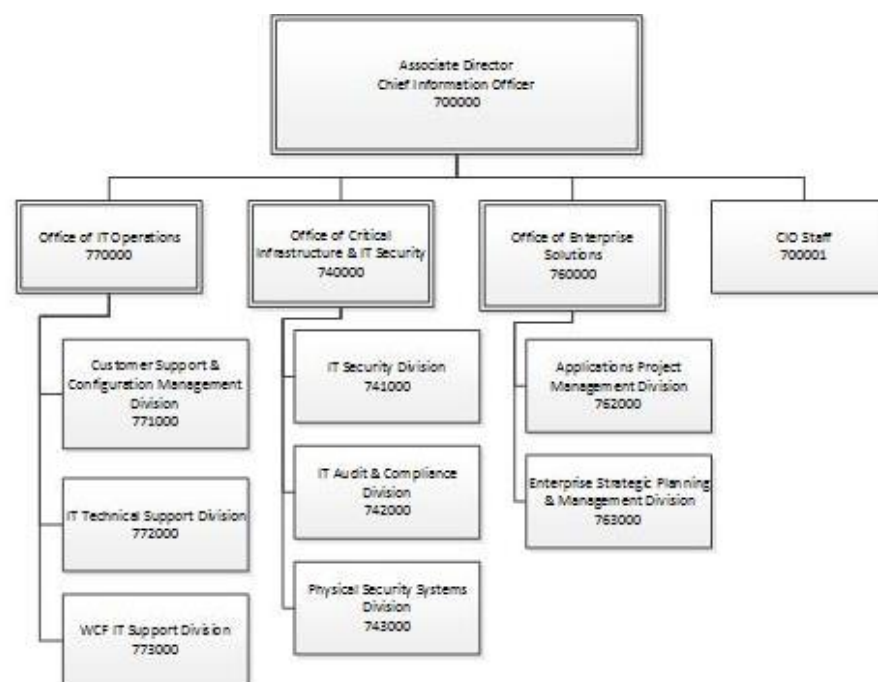 Associate Director
Chief Information Officer
700000
Office of IT Operations
770000
Office of Critical
Infrastructure & IT Security
740000
Office of Enterprise
Solutions
760000
CIO Staff
700001
Customer Support &
Configuration Management
Division
771000
IT Technical Support Division
772000
WCF IT Support Division
773000
IT Security Division
741000
IT Audit & Compliance
Division
742000
Physical Security Systems
Division
743000
Applications Project
Management Division
762000
Enterprise Strategic Planning
& Management Division
763000